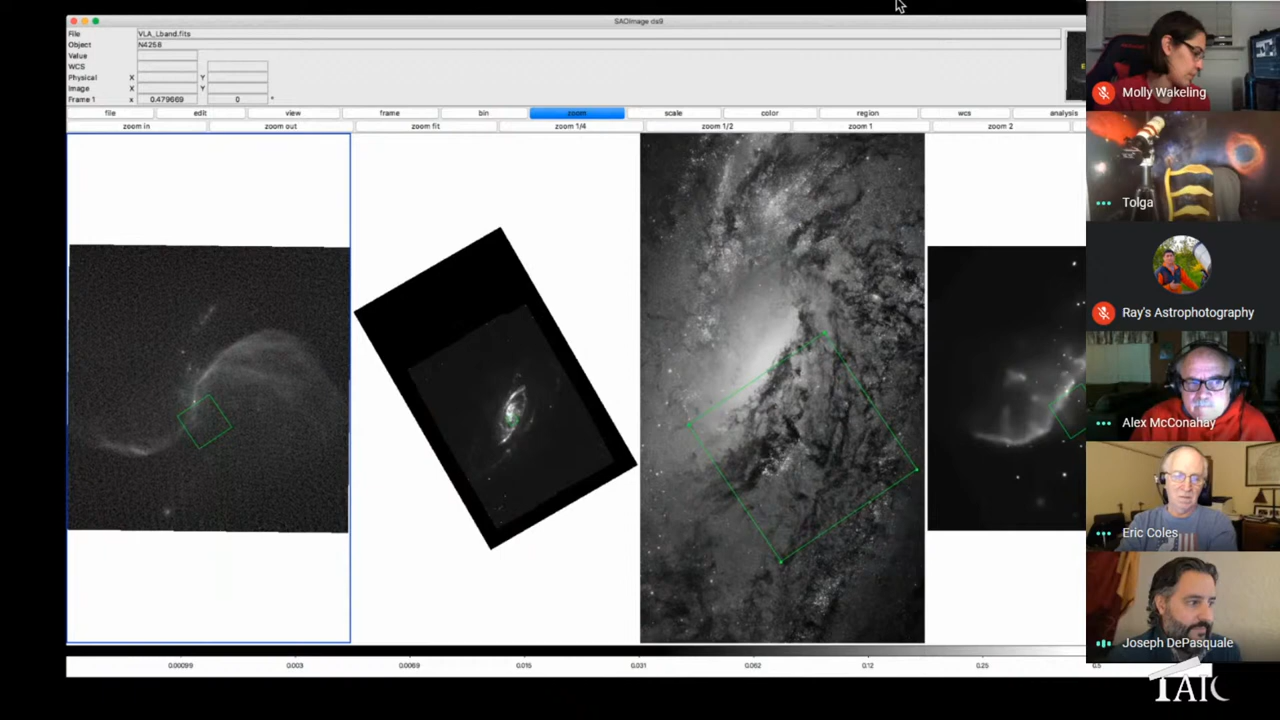 SAOImage ds9
File VLA_Lband.fits
Object N4258
Value
WCS
Physical X Y
Image X Y
Frame 1 x 0.479669 0 °
file edit view frame bin zoom scale color region wcs analysis
zoom in zoom out zoom fit zoom 1/4 zoom 1/2 zoom 1 zoom 2
E
0.00099 0.003 0.0069 0.015 0.031 0.062 0.12 0.25 0.5
Molly Wakeling
Tolga
Ray's Astrophotography
Alex McConahay
Eric Coles
Joseph DePasquale
TAIC